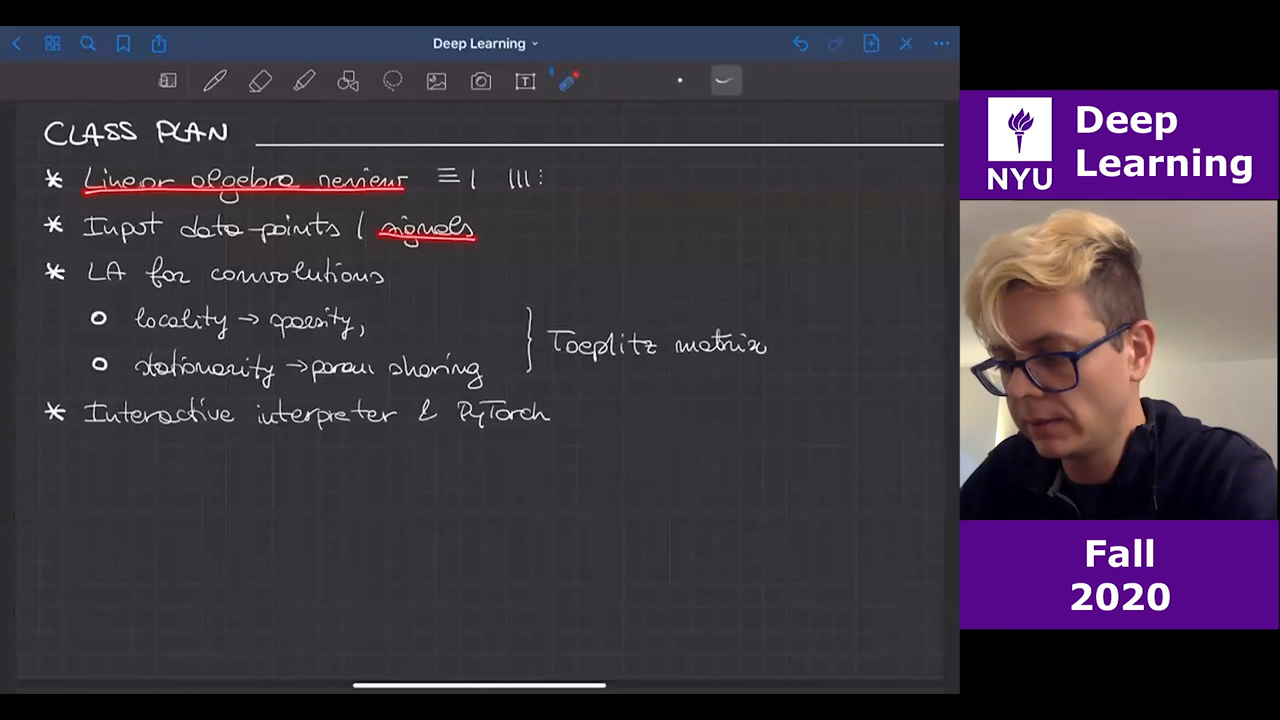 Deep Learning
CLASS PLAN
* Linear algebra review ≡| |||⋮
* Input data-points / signals
* LA for convolutions
○ locality → sparsity,
○ stationarity → param sharing
} Toeplitz matrix
* Interactive interpreter & PyTorch
NYU
Deep
Learning
Fall
2020